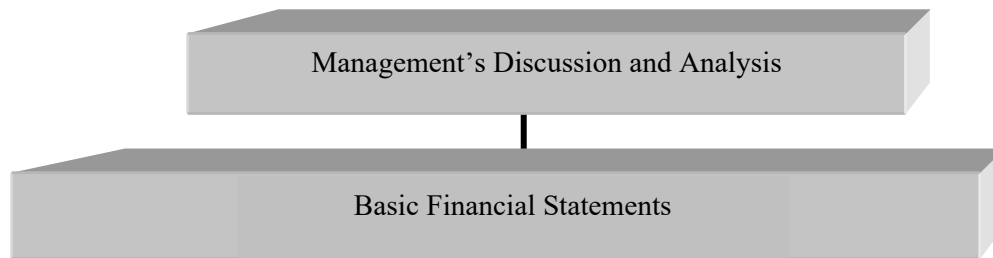 Management’s Discussion and Analysis
Basic Financial Statements